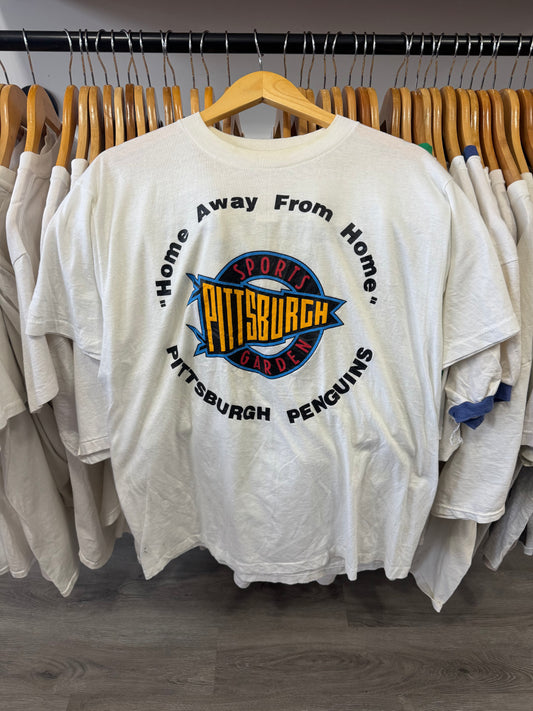 "Home Away From Home"
SPORTS
PITTSBURGH
GARDEN
PITTSBURGH PENGUINS